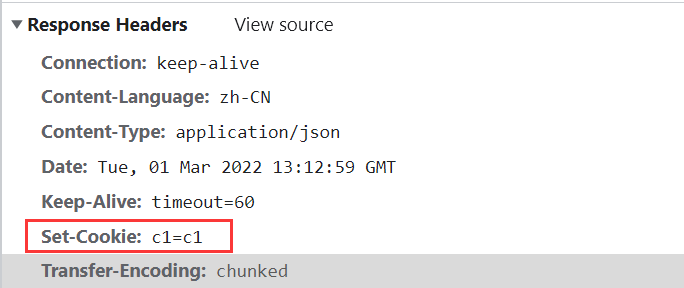 Response Headers View source
Connection: keep-alive
Content-Language: zh-CN
Content-Type: application/json
Date: Tue, 01 Mar 2022 13:12:59 GMT
Keep-Alive: timeout=60
Set-Cookie: c1=c1
Transfer-Encoding: chunked